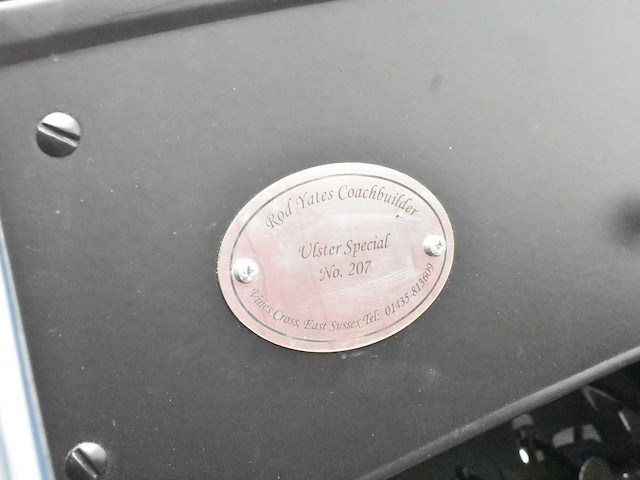 Rod Yates Coachbuilder
Ulster Special
No. 207
Vines Cross, East Sussex Tel: 01435-813609